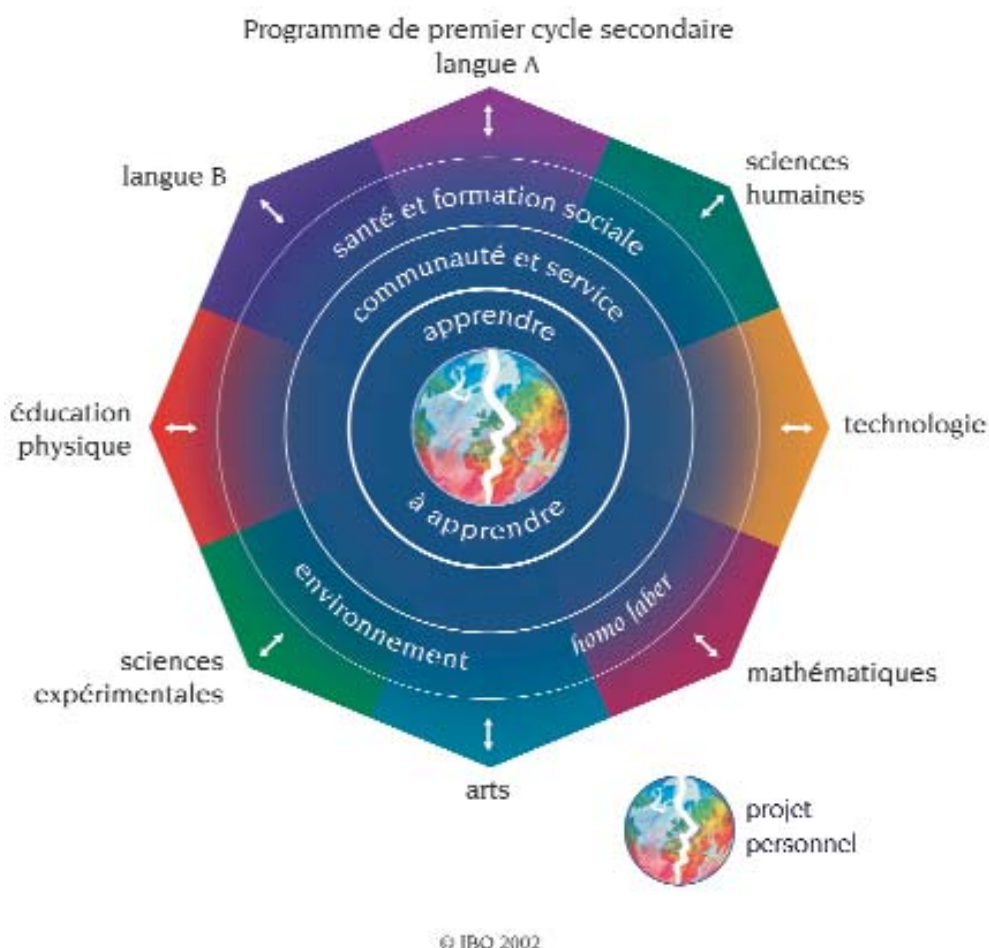 Programme de premier cycle secondaire
langue A
langue B
sciences
humaines
santé et formation sociale
communauté et service
apprendre
éducation
physique
technologie
à apprendre
environnement
homo faber
sciences
expérimentales
mathématiques
arts
projet
personnel
© IBO 2002